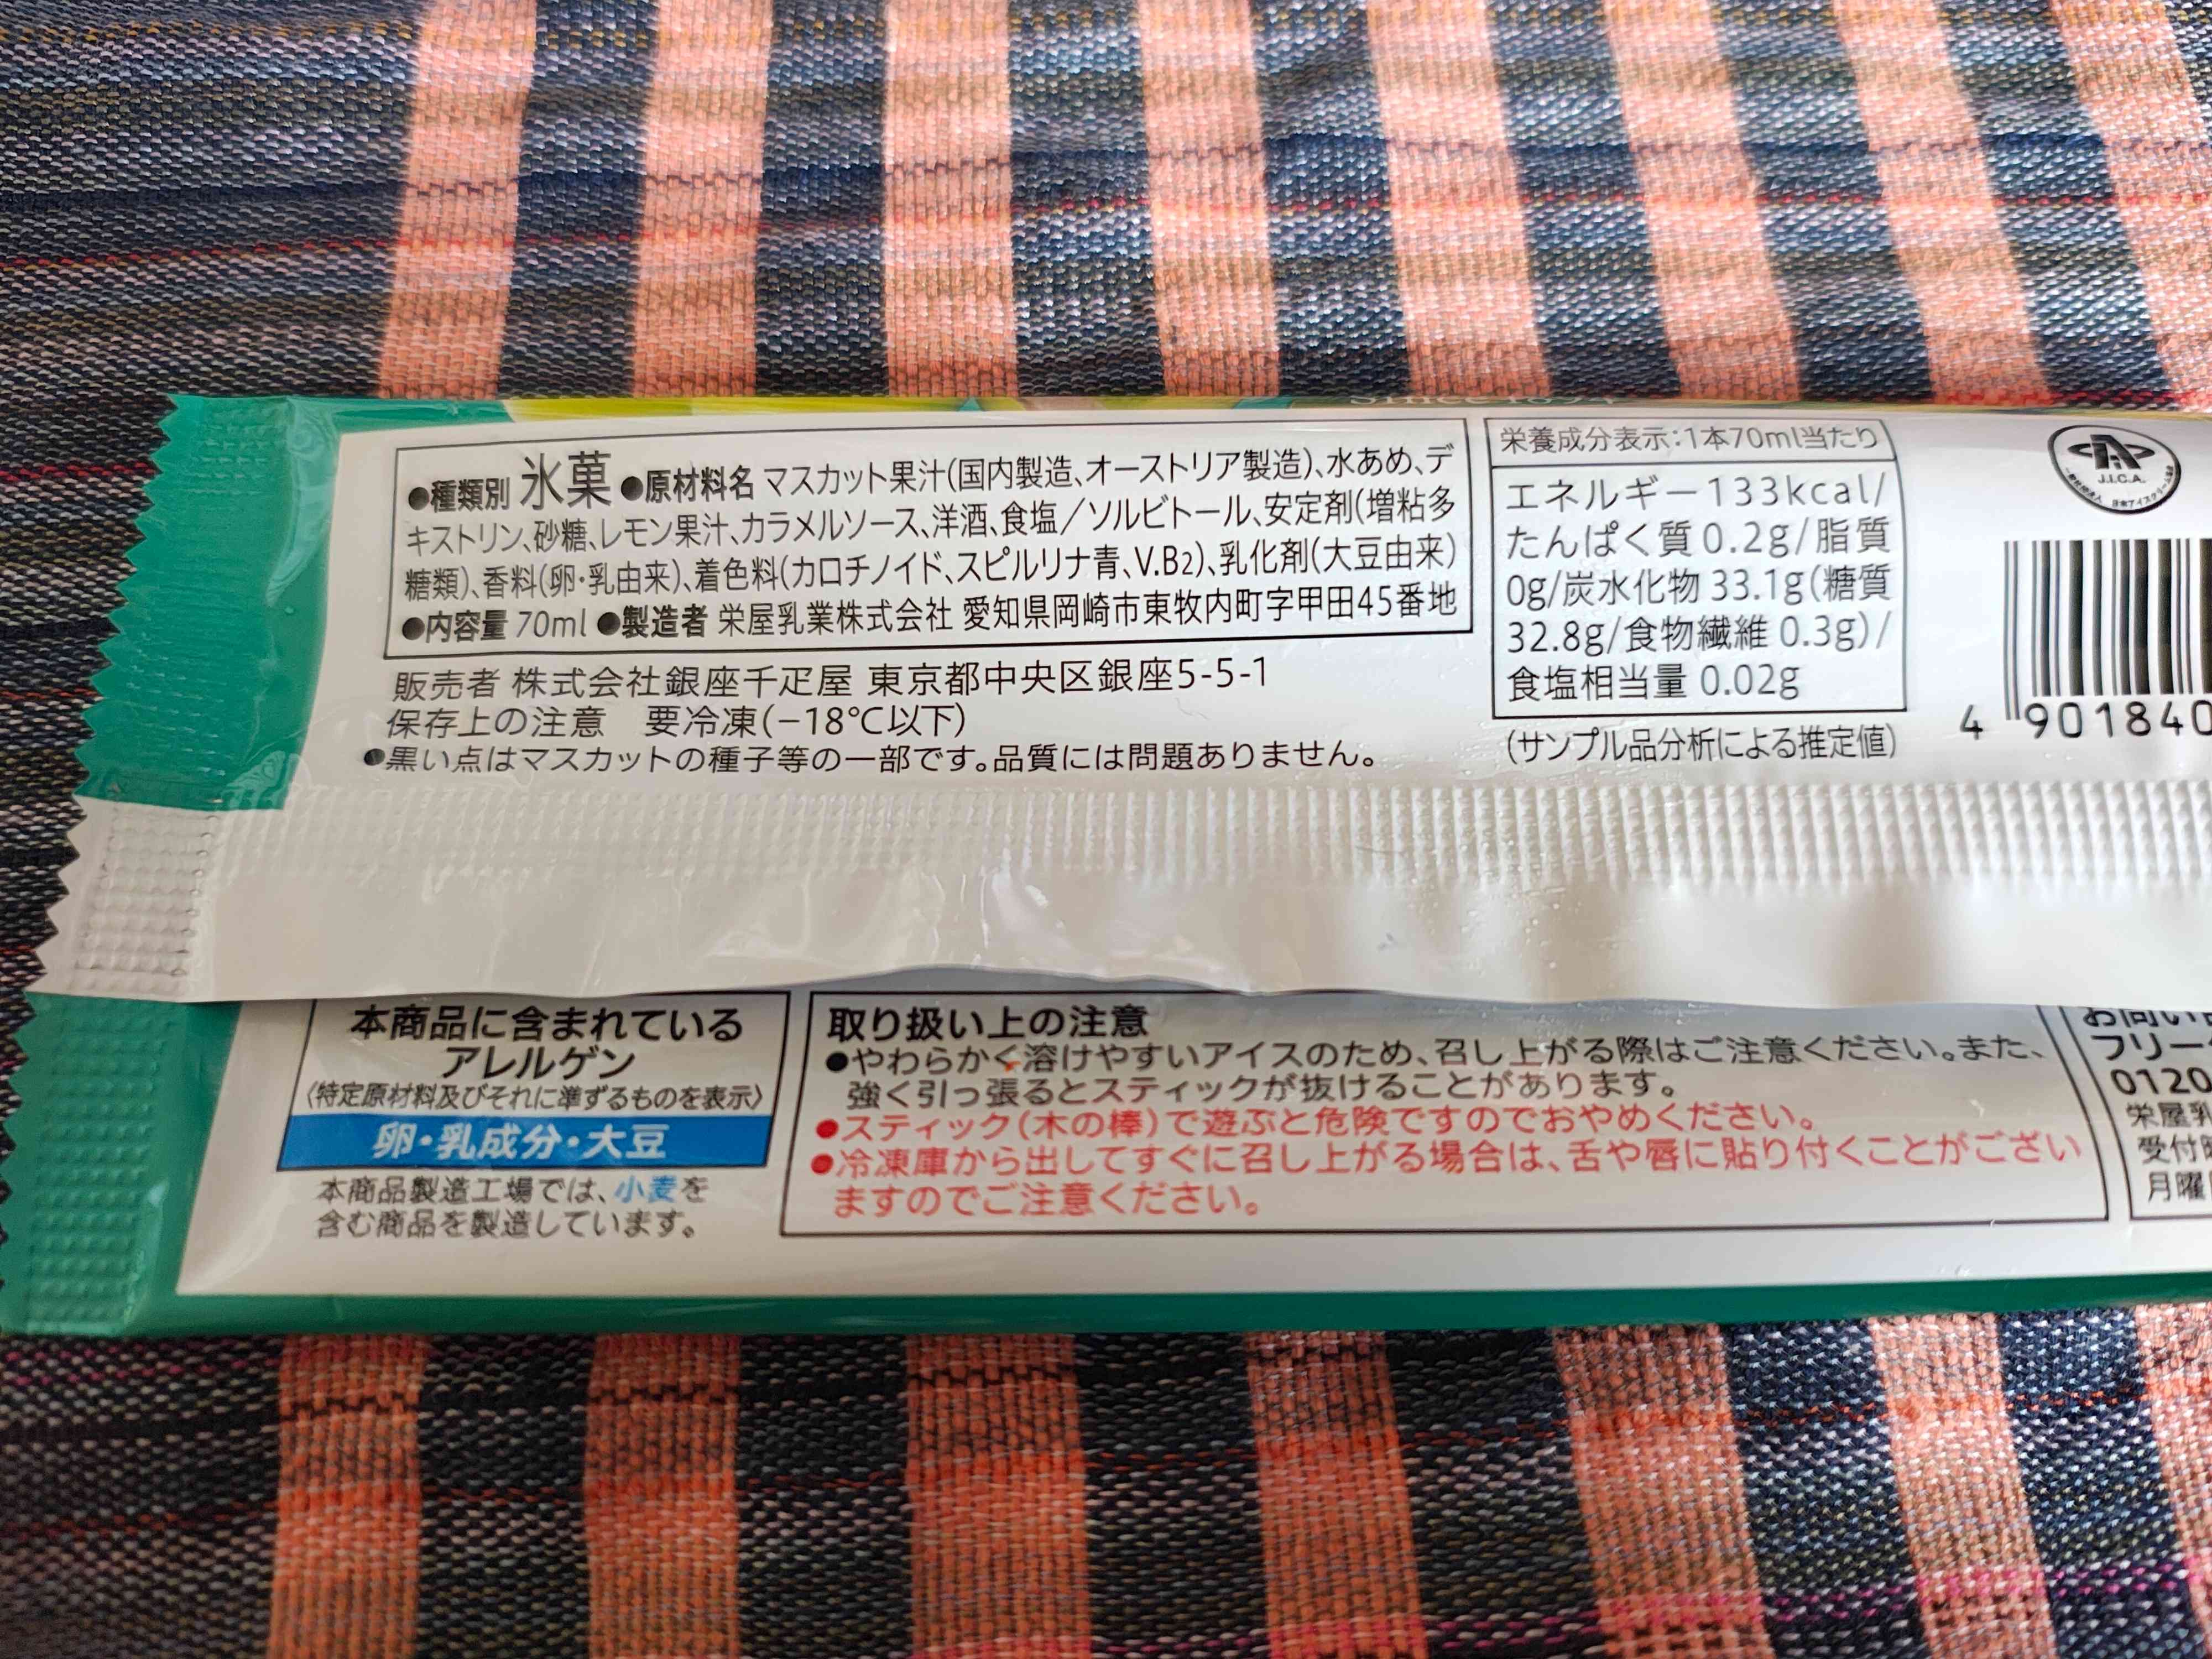 Since 1894
●種類別 氷菓 ●原材料名 マスカット果汁(国内製造、オーストリア製造)、水あめ、デ
キストリン、砂糖、レモン果汁、カラメルソース、洋酒、食塩／ソルビトール、安定剤(増粘多
糖類)、香料(卵・乳由来)、着色料(カロチノイド、スピルリナ青、V.B2)、乳化剤(大豆由来)
●内容量 70ml ●製造者 栄屋乳業株式会社 愛知県岡崎市東牧内町字甲田45番地
販売者 株式会社銀座千疋屋 東京都中央区銀座5-5-1
保存上の注意 要冷凍(−18℃以下)
●黒い点はマスカットの種子等の一部です。品質には問題ありません。
栄養成分表示:1本70ml当たり
エネルギー133kcal/
たんぱく質 0.2g/脂質
0g/炭水化物 33.1g(糖質
32.8g/食物繊維 0.3g)/
食塩相当量 0.02g
(サンプル品分析による推定値)
J.I.C.A.
4 901840
本商品に含まれている
アレルゲン
〈特定原材料及びそれに準ずるものを表示〉
卵・乳成分・大豆
本商品製造工場では、小麦を
含む商品を製造しています。
取り扱い上の注意
●やわらかく溶けやすいアイスのため、召し上がる際はご注意ください。また、
強く引っ張るとスティックが抜けることがあります。
●スティック(木の棒)で遊ぶと危険ですのでおやめください。
●冷凍庫から出してすぐに召し上がる場合は、舌や唇に貼り付くことがござい
ますのでご注意ください。
お問い
フリー
0120
栄屋乳
受付
月曜